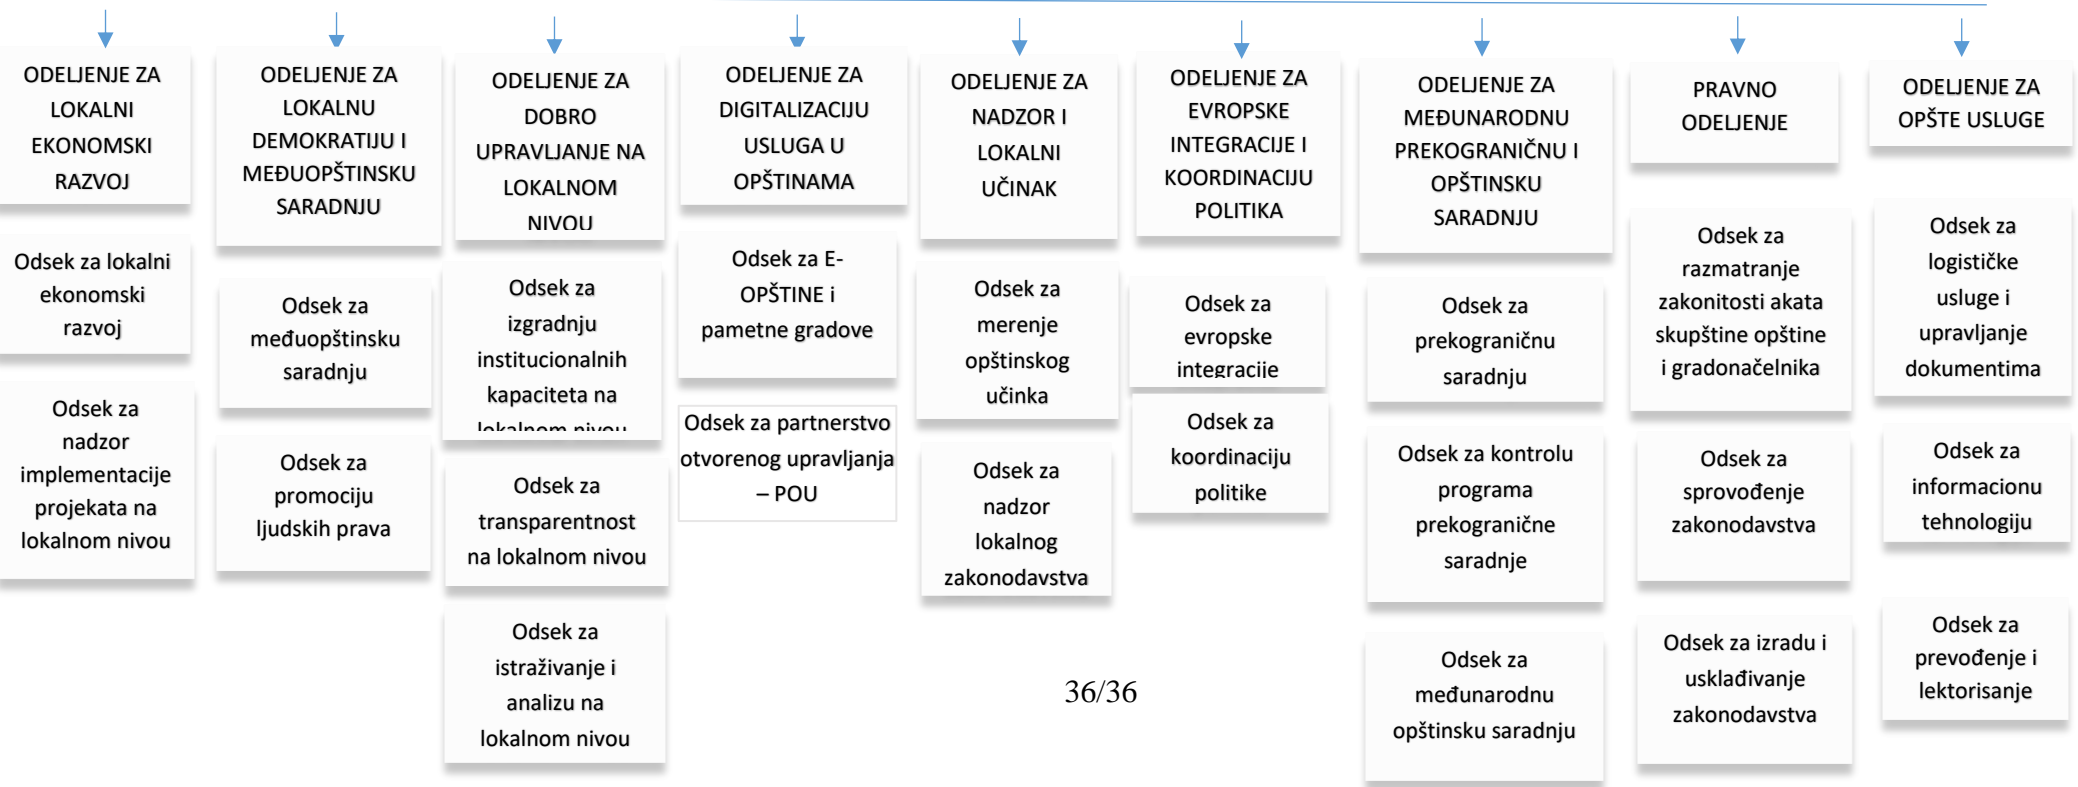 ODELJENJE ZA
LOKALNI
EKONOMSKI
RAZVOJ
Odsek za lokalni
ekonomski
razvoj
Odsek za
nadzor
implementacije
projekata na
lokalnom nivou
ODELJENJE ZA
LOKALNU
DEMOKRATIJU I
MEĐUOPŠTINSKU
SARADNJU
Odsek za
međuopštinsku
saradnju
Odsek za
promociju
ljudskih prava
ODELJENJE ZA
DOBRO
UPRAVLJANJE NA
LOKALNOM
NIVOU
Odsek za
izgradnju
institucionalnih
kapaciteta na
lokalnom nivou
Odsek za
transparentnost
na lokalnom nivou
Odsek za
istraživanje i
analizu na
lokalnom nivou
ODELJENJE ZA
DIGITALIZACIJU
USLUGA U
OPŠTINAMA
Odsek za E-
OPŠTINE i
pametne gradove
Odsek za partnerstvo
otvorenog upravljanja
– POU
ODELJENJE ZA
NADZOR I
LOKALNI
UČINAK
Odsek za
merenje
opštinskog
učinka
Odsek za
nadzor
lokalnog
zakonodavstva
ODELJENJE ZA
EVROPSKE
INTEGRACIJE I
KOORDINACIJU
POLITIKA
Odsek za
evropske
integracije
Odsek za
koordinaciju
politike
ODELJENJE ZA
MEĐUNARODNU
PREKOGRANIČNU I
OPŠTINSKU
SARADNJU
Odsek za
prekograničnu
saradnju
Odsek za kontrolu
programa
prekogranične
saradnje
Odsek za
međunarodnu
opštinsku saradnju
PRAVNO
ODELJENJE
Odsek za
razmatranje
zakonitosti akata
skupštine opštine
i gradonačelnika
Odsek za
sprovođenje
zakonodavstva
Odsek za izradu i
usklađivanje
zakonodavstva
ODELJENJE ZA
OPŠTE USLUGE
Odsek za
logističke
usluge i
upravljanje
dokumentima
Odsek za
informacionu
tehnologiju
Odsek za
prevođenje i
lektorisanje
36/36